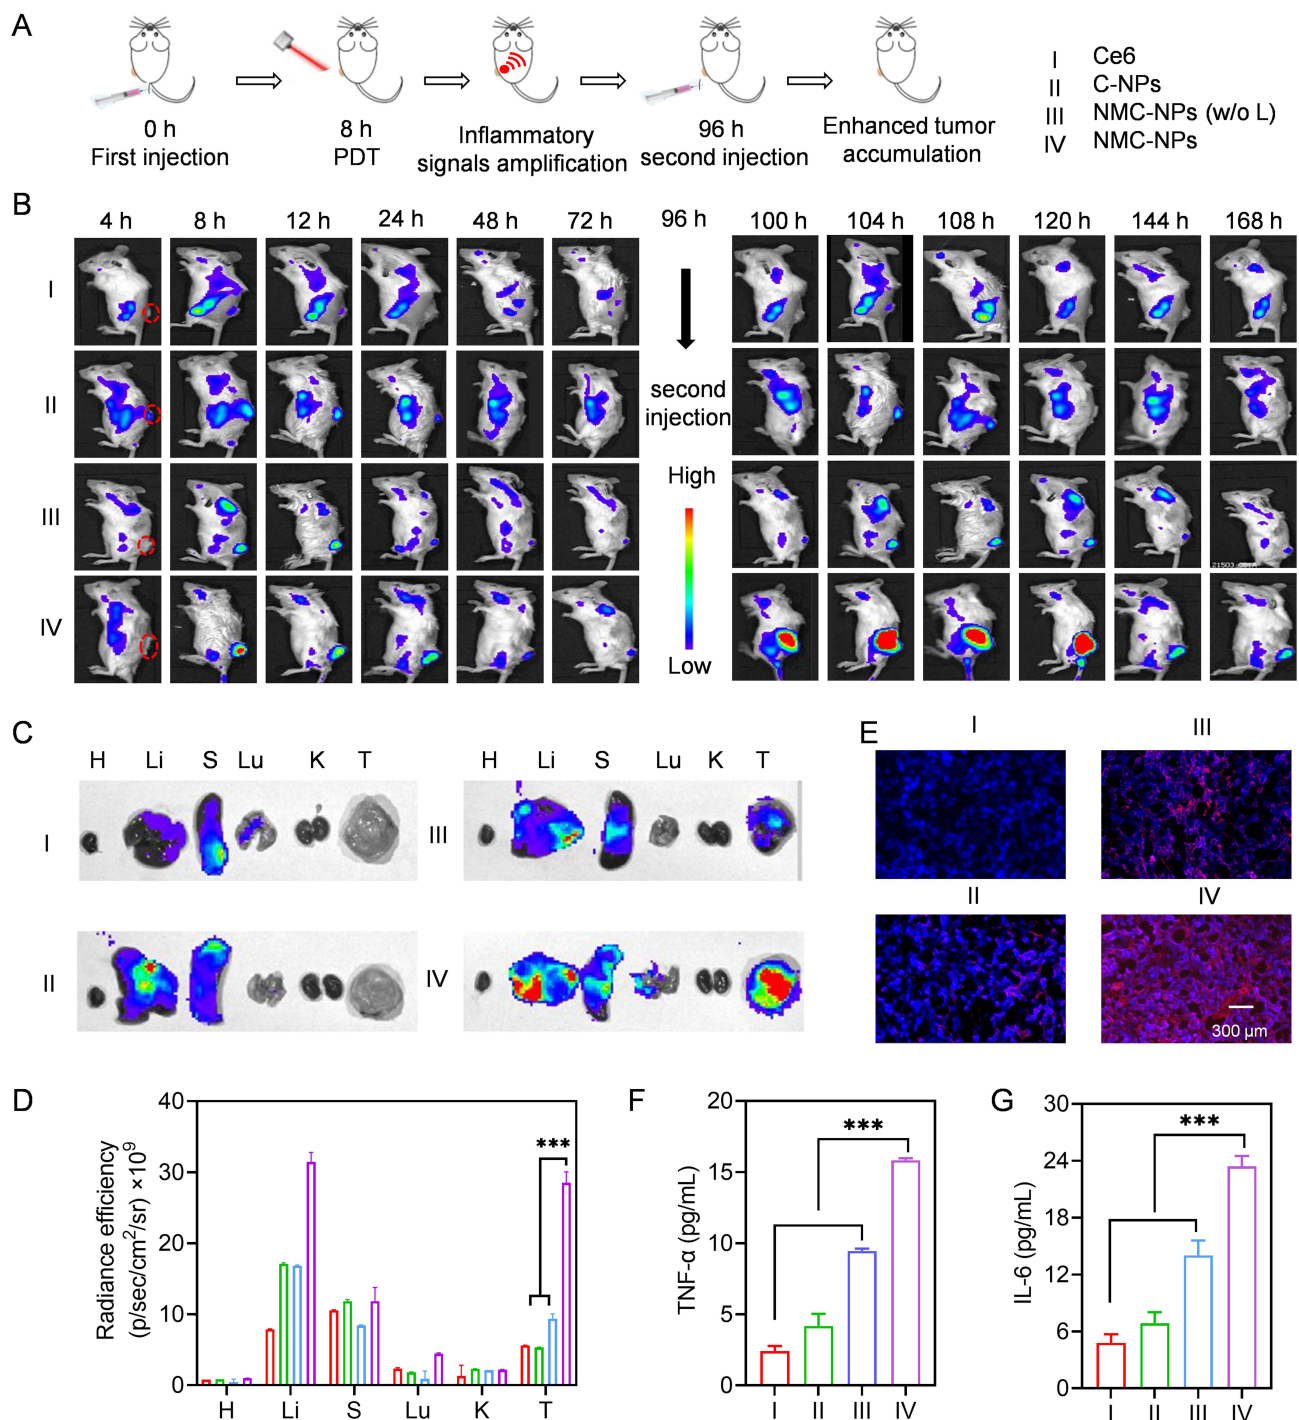 A
0 h
First injection
8 h
PDT
Inflammatory
signals amplification
96 h
second injection
Enhanced tumor
accumulation
I Ce6
II C-NPs
III NMC-NPs (w/o L)
IV NMC-NPs
B
4 h 8 h 12 h 24 h 48 h 72 h 96 h 100 h 104 h 108 h 120 h 144 h 168 h
I
II
III
IV
second
injection
High
Low
C
H Li S Lu K T
I
II
H Li S Lu K T
III
IV
E
I III
II IV
300 μm
D
Radiance efficiency
(p/sec/cm²/sr) ×10⁹
40
30
20
10
0
***
H Li S Lu K T
F
TNF-α (pg/mL)
20
15
10
5
0
***
I II III IV
G
IL-6 (pg/mL)
30
24
18
12
6
0
***
I II III IV